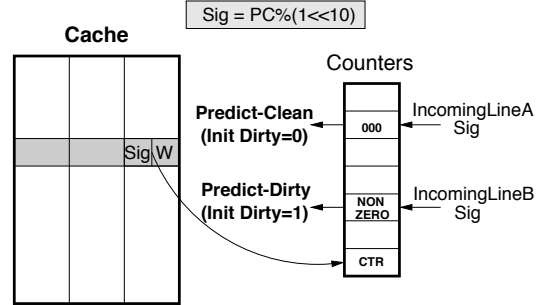 Sig = PC%(1<<10)
Cache
Counters
Predict-Clean
(Init Dirty=0)
000
IncomingLineA
Sig
Sig W
Predict-Dirty
(Init Dirty=1)
NON
ZERO
IncomingLineB
Sig
CTR